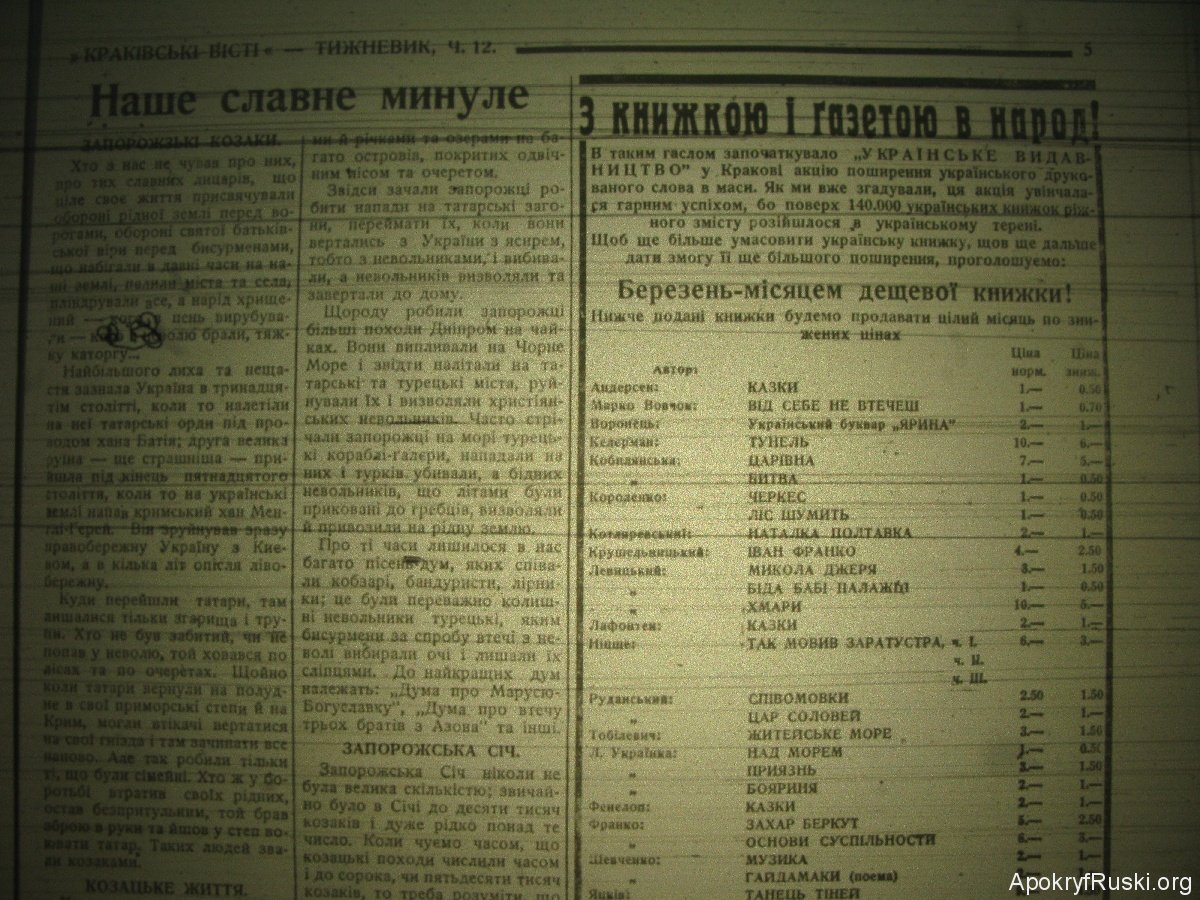 „КРАКІВСЬКІ ВІСТІ“ — ТИЖНЕВИК, Ч. 12.
5
Наше славне минуле
ЗАПОРОЖЗЬКІ КОЗАКИ.
Хто з нас не чував про них,
про тих славних лицарів, що
ціле своє життя присвячували
обороні рідної землі перед во-
рогами, обороні святої батьків-
ської віри перед бисурменами,
що набігали в давні часи на на-
ші землі, палили міста та села,
плюндрували все, а нарід хрище-
ний — в пень вирубува-
ли — волю брали, тяж-
ку каторгу...
Найбільшого лиха та неща-
стя зазнала Україна в тринадця-
тім столітті, коли то налетіли
на неї татарські орди під про-
водом хана Батія; друга велика
руїна — ще страшніша — при-
йшла під кінець пятнадцятого
століття, коли то на українські
землі напав кримський хан Мен-
глі-Герей. Він зруйнував зразу
правобережну Україну з Киє-
вом, а в кілька літ опісля ліво-
бережну.
Куди перейшли татари, там
лишалися тільки згарища і тру-
пи. Хто не був забитий, чи не
попав у неволю, той ховався по
лісах та по очеретах. Щойно
коли татари вернули на полуд-
не в свої приморські степи й на
Крим, могли втікачі вертатися
на свої гнізда і там зачинати все
наново. Але так робили тільки
ті, що були сімейні. Хто ж у бо-
ротьбі втратив своїх рідних,
остав безпритульним, той брав
зброю в руки та йшов у степ во-
ювати татар. Таких людей зва-
ли козаками.
КОЗАЦЬКЕ ЖИТТЯ.
ми й річками та озерами по ба-
гато островів, покритих одвіч-
ним лісом та очеретом.
Звідси зачали запорожці ро-
бити напади на татарські заго-
ни, переймати їх, коли вони
вертались з України з ясирем,
тобто з невольниками, і вибива-
ли, а невольників визволяли та
завертали до дому.
Щороду робили запорожці
більші походи Дніпром на чай-
ках. Вони випливали на Чорне
Море і звідти налітали на та-
тарські та турецькі міста, руй-
нували їх і визволяли христіян-
ських невольників. Часто стрі-
чали запорожці на морі турець-
кі кораблі-ґалери, нападали на
них і турків убивали, а бідних
невольників, що літами були
приковані до гребців, визволяли
й привозили на рідну землю.
Про ті часи лишилося в нас
багато пісень дум, яких співа-
ли кобзарі, бандуристи, лірни-
ки; це були переважно колиш-
ні невольники турецькі, яким
бисурмени за спробу втечі з не-
волі вибирали очі і лишали їх
сліпцями. До найкращих дум
належать: „Дума про Марусю-
Богуславку”, „Дума про втечу
трьох братів з Азова” та інші.
ЗАПОРОЖСЬКА СІЧ.
Запорожська Січ ніколи не
була велика скількістю; звичай-
но було в Січі до десяти тисяч
козаків і дуже рідко понад те
число. Коли чуємо часом, що
козацькі походи числили часом
і до сорока, чи пятьдесяти тисяч
козаків, то треба розуміти, що
З книжкою і ґазетою в народ!
В таким гаслом започаткувало „УКРАЇНСЬКЕ ВИДАВ-
НИЦТВО” у Кракові акцію поширення українського друко-
ваного слова в маси. Як ми вже згадували, ця акція увінчала-
ся гарним успіхом, бо поверх 140.000 українських книжок ріж-
ного змісту розійшлося в українському терені.
Щоб ще більше умасовити українську книжку, щоб ще дальше
дати змогу її ще більшого поширення, проголошуємо:
Березень-місяцем дешевої книжки!
Нижче подані книжки будемо продавати цілий місяць по зни-
жених цінах
Автор: Ціна норм. Ціна зниж.
Андерсен: КАЗКИ 1.— 0.50
Марко Вовчок: ВІД СЕБЕ НЕ ВТЕЧЕШ 1.— 0.70
Воронець: Український буквар „ЯРИНА” 2.— 1.—
Келерман: ТУНЕЛЬ 10.— 6.—
Кобилянська: ЦАРІВНА 7.— 5.—
„ БИТВА 1.— 0.50
Короленко: ЧЕРКЕС 1.— 0.50
ЛІС ШУМИТЬ 1.— 0.50
Котляревський: НАТАЛКА ПОЛТАВКА 2.— 1.—
Крушельницький: ІВАН ФРАНКО 4.— 2.50
Левицький: МИКОЛА ДЖЕРЯ 3.— 1.50
„ БІДА БАБІ ПАЛАЖЦІ 1.— 0.50
„ ХМАРИ 10.— 5.—
Лафонтен: КАЗКИ 2.— 1.—
Ніцше: ТАК МОВИВ ЗАРАТУСТРА, ч. I. 6.— 3.—
ч. II.
ч. III.
Руданський: СПІВОМОВКИ 2.50 1.50
„ ЦАР СОЛОВЕЙ 2.— 1.—
Тобілевич: ЖИТЕЙСЬКЕ МОРЕ 3.— 1.50
Л. Українка: НАД МОРЕМ 1.— 0.50
„ ПРИЯЗНЬ 3.— 1.50
„ БОЯРИНЯ 2.— 1.—
Фенелон: КАЗКИ 2.— 1.—
Франко: ЗАХАР БЕРКУТ 5.— 2.50
„ ОСНОВИ СУСПІЛЬНОСТИ 6.— 3.—
Шевченко: МУЗИКА 2.— 1.—
„ ГАЙДАМАКИ (поема)
Яцків: ТАНЕЦЬ ТІНЕЙ
ApokryfRuski.org